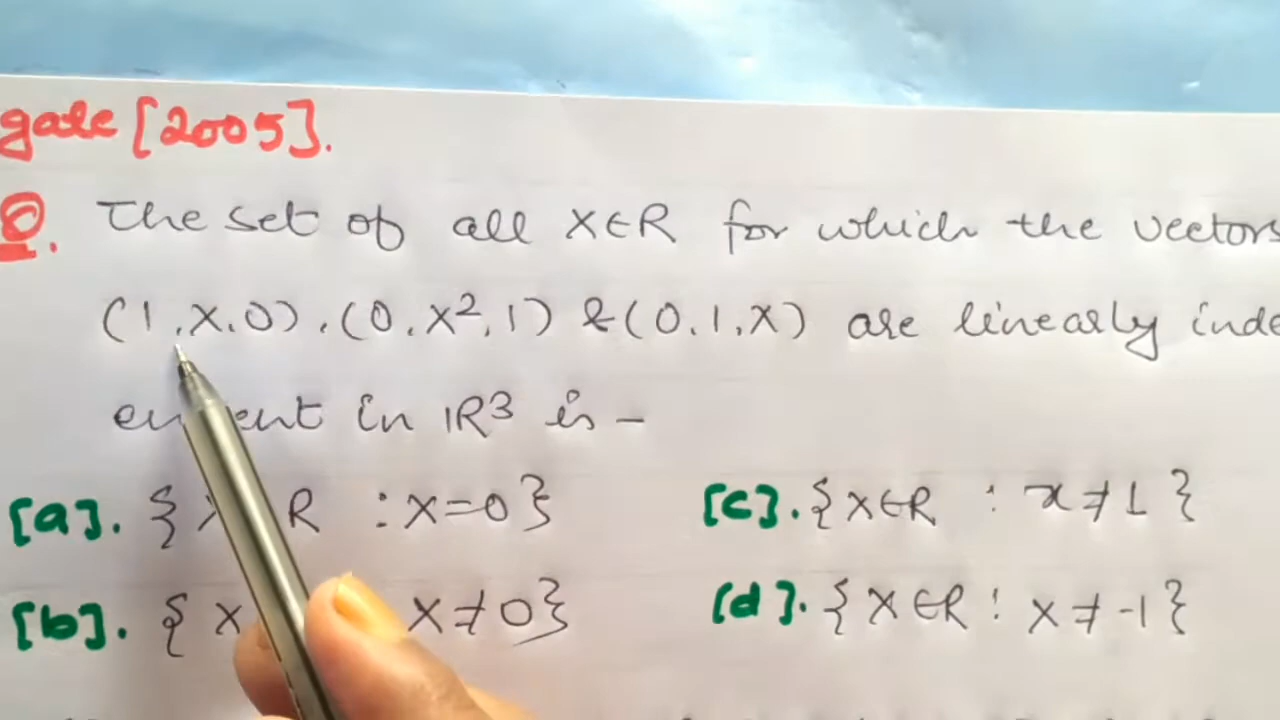 gate [2005].
Q. The set of all X∈R for which the vectors
(1,X,0), (0,X²,1) & (0,1,X) are linearly inde
ent in IR³ is –
[a]. { R : X=0}
[c]. {X∈R : x≠1}
[b]. { X X≠0}
[d]. {X∈R : X≠-1}